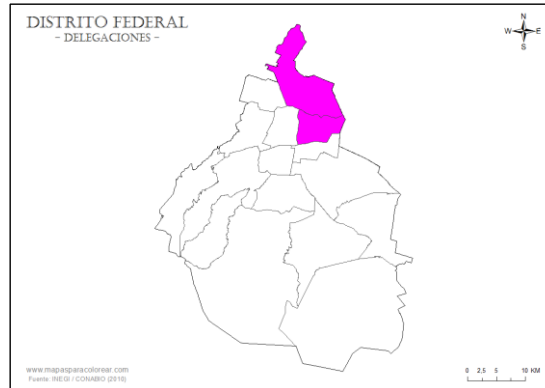 DISTRITO FEDERAL
- DELEGACIONES -
N
W E
S
www.mapasparacolorear.com
Fuente: INEGI / CONABIO (2016)
0 2.5 5 10 KM